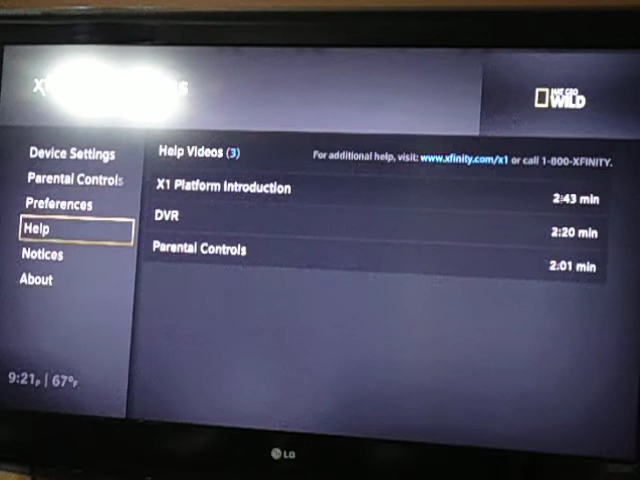 NAT GEO
WILD
Device Settings
Parental Controls
Preferences
Help
Notices
About
9:21p | 67°F
Help Videos (3)
For additional help, visit: www.xfinity.com/x1 or call 1-800-XFINITY.
X1 Platform Introduction 2:43 min
DVR 2:20 min
Parental Controls 2:01 min
LG